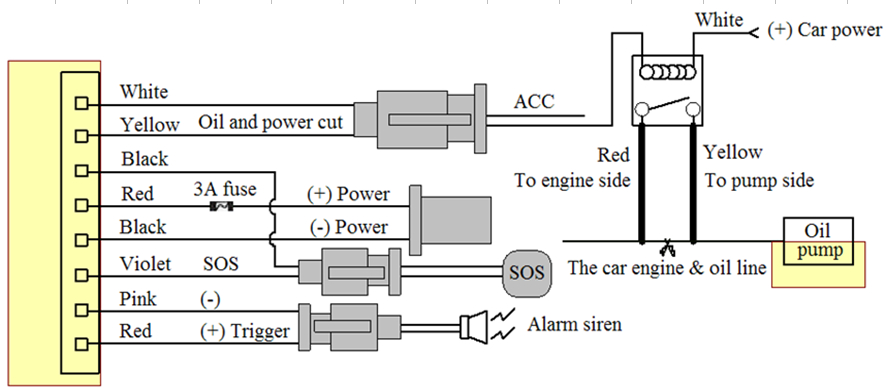 White
(+) Car power
White
ACC
Yellow Oil and power cut
Black
Red Yellow
To engine side To pump side
Red 3A fuse (+) Power
Black (-) Power
Oil
pump
Violet SOS
SOS
The car engine & oil line
Pink (-)
Red (+) Trigger
Alarm siren